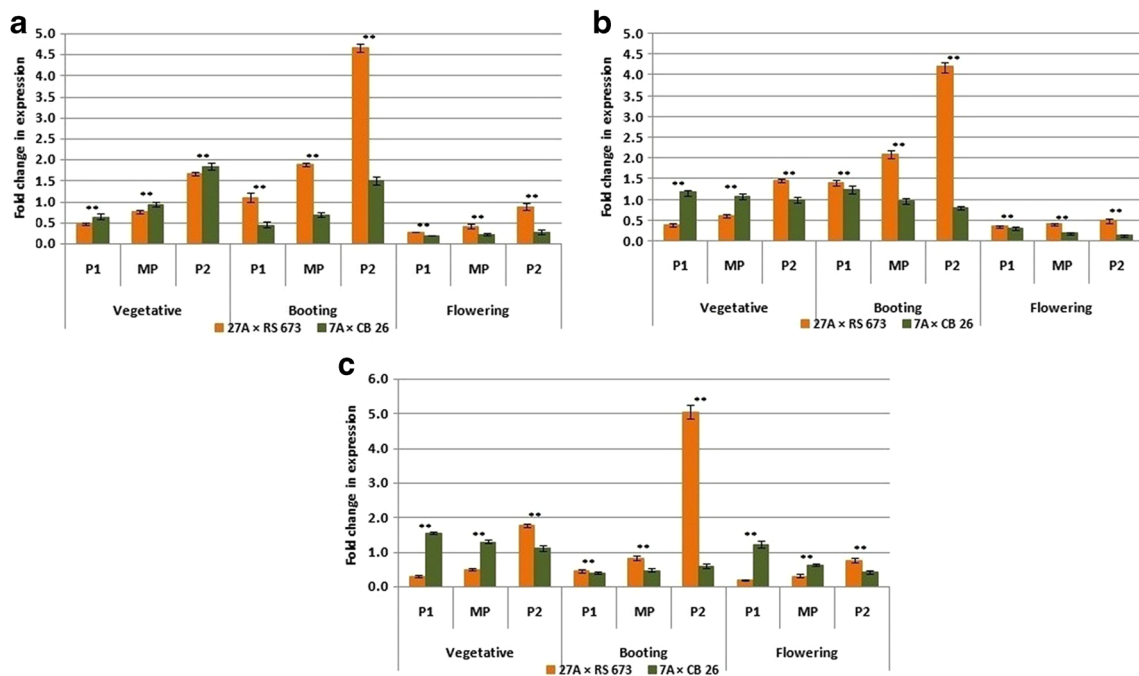 a
Fold change in expression
5.0
4.5
4.0
3.5
3.0
2.5
2.0
1.5
1.0
0.5
0.0
** ** ** ** ** ** ** ** **
P1 MP P2 P1 MP P2 P1 MP P2
Vegetative Booting Flowering
27A × RS 673 7A × CB 26
b
Fold change in expression
5.0
4.5
4.0
3.5
3.0
2.5
2.0
1.5
1.0
0.5
0.0
** ** ** ** ** ** ** ** **
P1 MP P2 P1 MP P2 P1 MP P2
Vegetative Booting Flowering
27A × RS 673 7A × CB 26
c
Fold change in expression
6.0
5.0
4.0
3.0
2.0
1.0
0.0
** ** ** ** ** ** ** ** **
P1 MP P2 P1 MP P2 P1 MP P2
Vegetative Booting Flowering
27A × RS 673 7A × CB 26